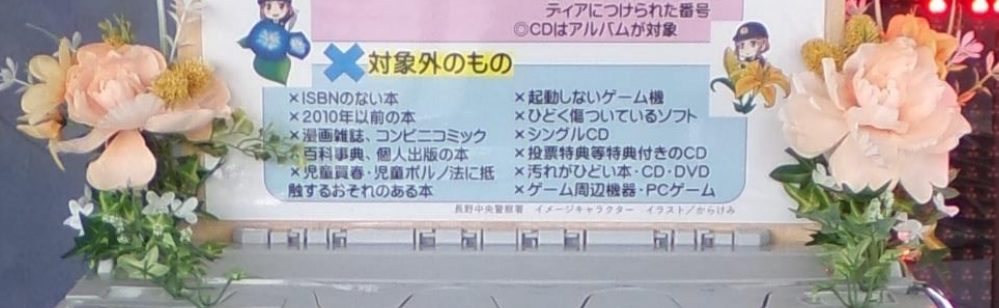 ディアにつけられた番号
◎CDはアルバムが対象
×対象外のもの
×ISBNのない本
×2010年以前の本
×漫画雑誌、コンビニコミック
百科事典、個人出版の本
×児童買春・児童ポルノ法に抵
触するおそれのある本
×起動しないゲーム機
×ひどく傷ついているソフト
×シングルCD
×投票特典等特典付きのCD
×汚れがひどい本・CD・DVD
×ゲーム周辺機器・PCゲーム
長野中央警察署 イメージキャラクター イラスト/からけみ